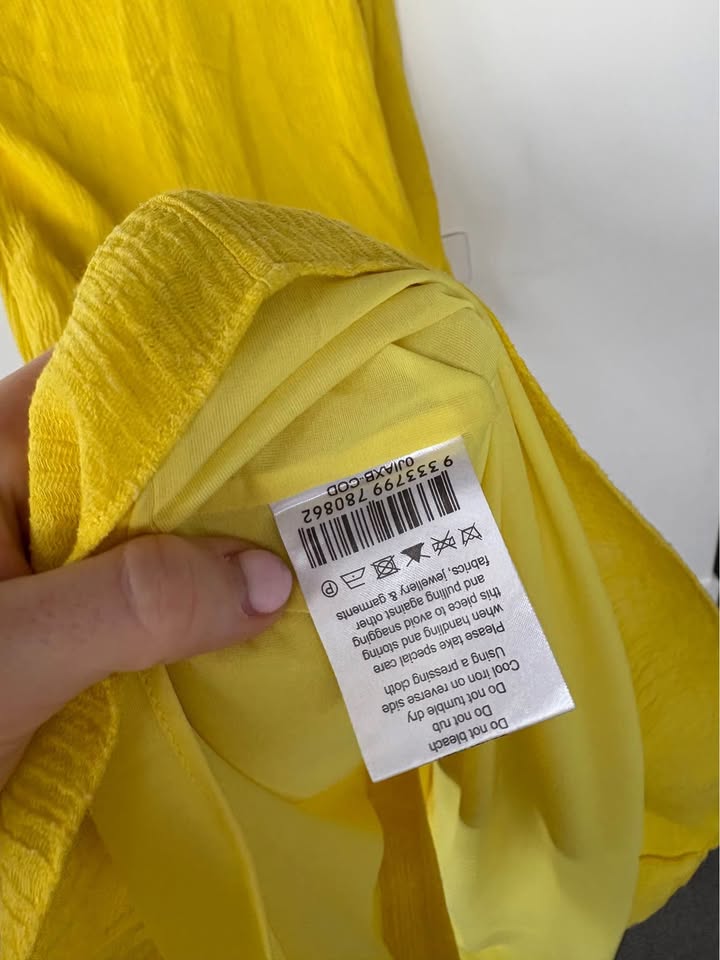 Do not bleach
Do not rub
Do not tumble dry
Cool iron on reverse side
Using a pressing cloth
Please take special care
when handling and storing
this piece to avoid snagging
and pulling against other
fabrics, jewellery & garments
P
9 333799 780862
0JIAXB-COD